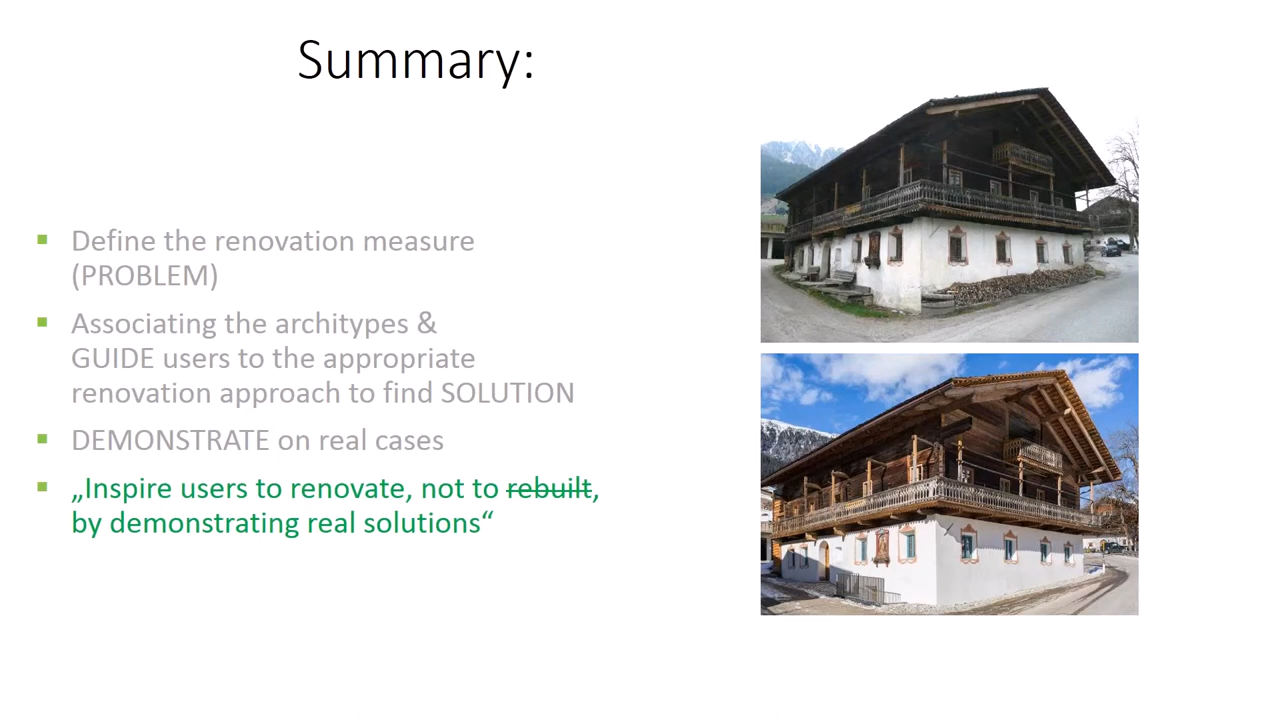 Summary:
Define the renovation measure
(PROBLEM)
Associating the architypes &
GUIDE users to the appropriate
renovation approach to find SOLUTION
DEMONSTRATE on real cases
„Inspire users to renovate, not to rebuilt,
by demonstrating real solutions“